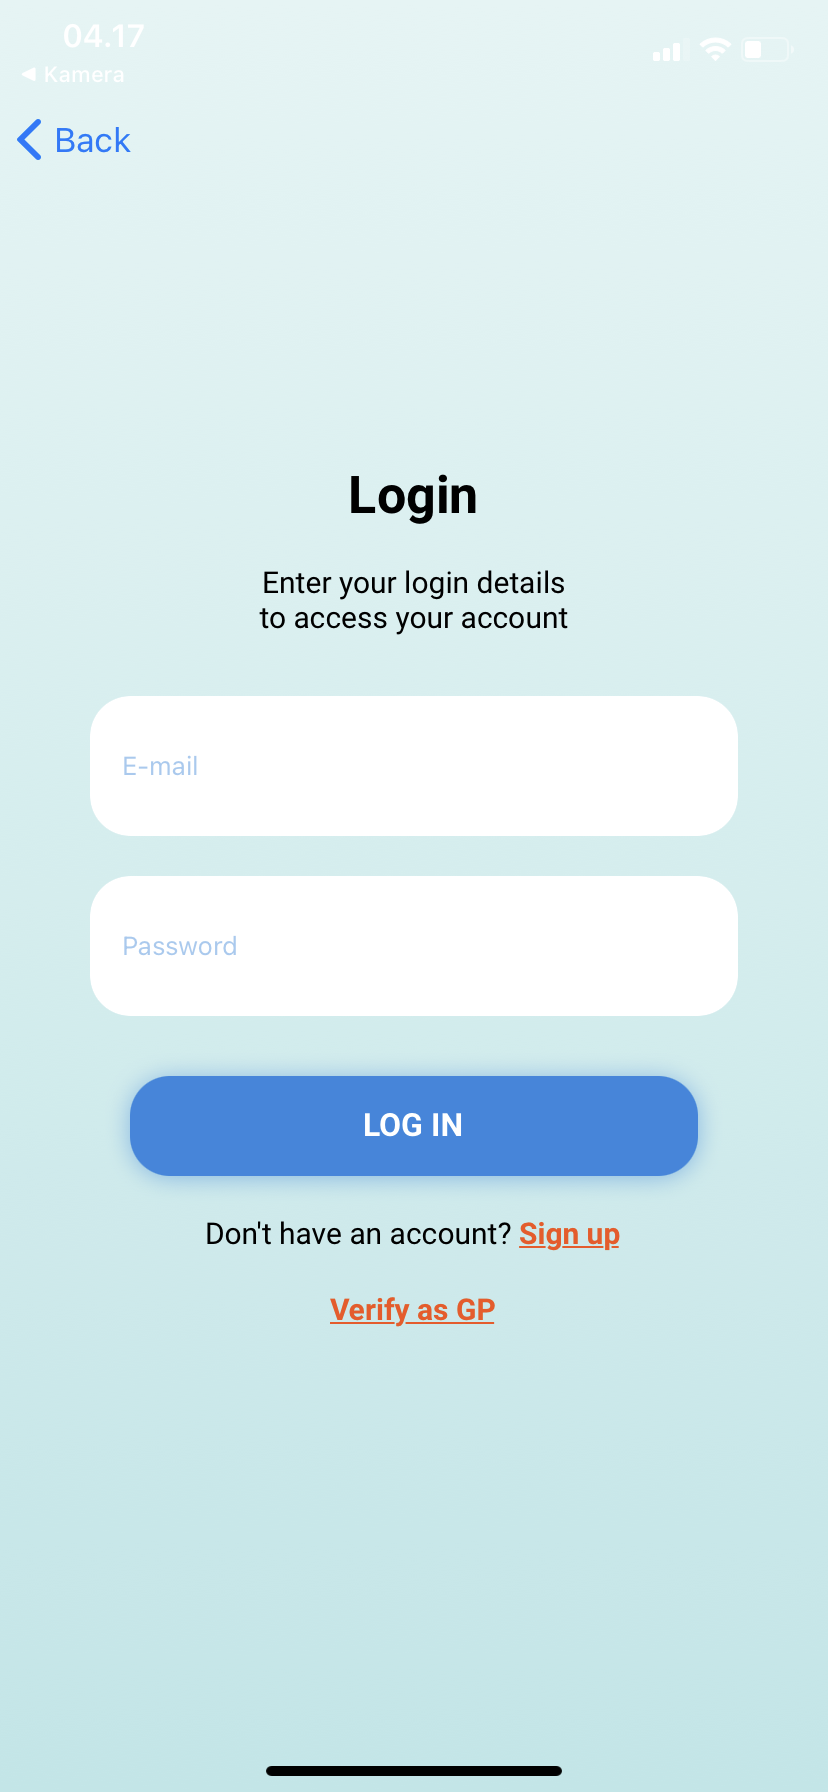 04.17
◀ Kamera
Back
Login
Enter your login details
to access your account
E-mail
Password
LOG IN
Don't have an account? Sign up
Verify as GP